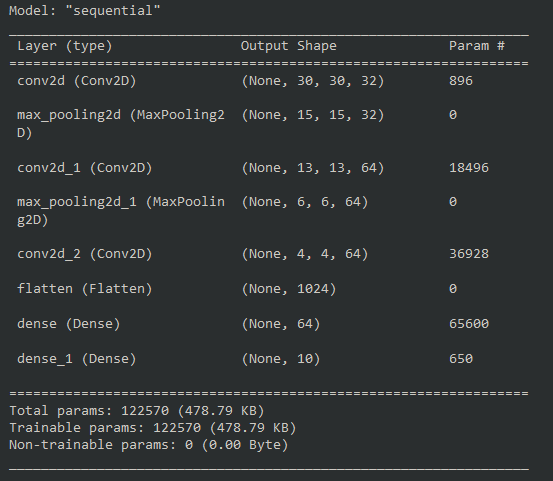 Model: "sequential"
_________________________________________________________________
Layer (type) Output Shape Param #
=================================================================
conv2d (Conv2D) (None, 30, 30, 32) 896
max_pooling2d (MaxPooling2 (None, 15, 15, 32) 0
D)
conv2d_1 (Conv2D) (None, 13, 13, 64) 18496
max_pooling2d_1 (MaxPoolin (None, 6, 6, 64) 0
g2D)
conv2d_2 (Conv2D) (None, 4, 4, 64) 36928
flatten (Flatten) (None, 1024) 0
dense (Dense) (None, 64) 65600
dense_1 (Dense) (None, 10) 650
=================================================================
Total params: 122570 (478.79 KB)
Trainable params: 122570 (478.79 KB)
Non-trainable params: 0 (0.00 Byte)
_________________________________________________________________